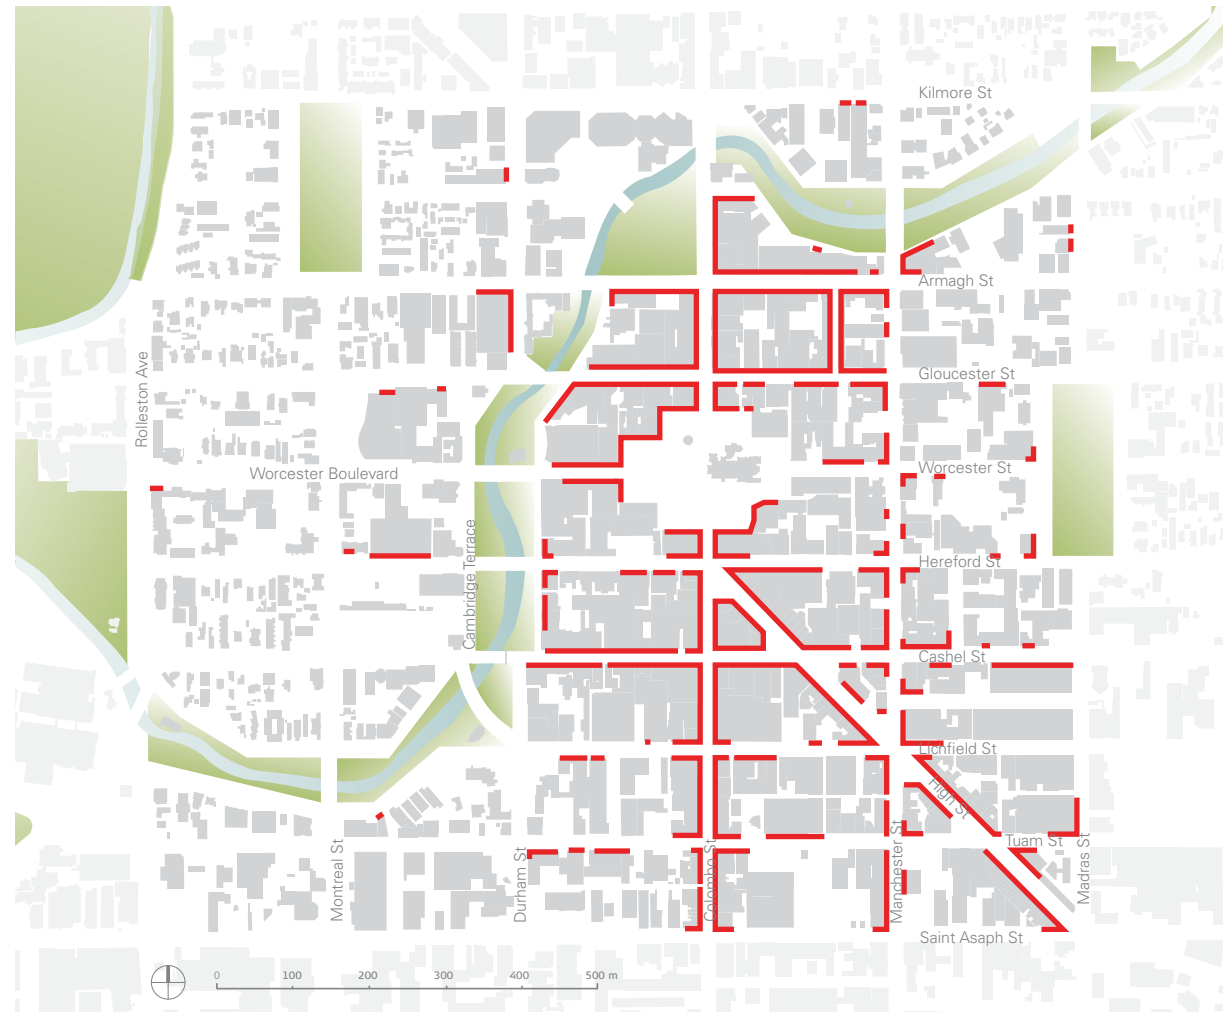 Kilmore St
Armagh St
Rolleston Ave
Gloucester St
Worcester Boulevard
Worcester St
Cambridge Terrace
Hereford St
Cashel St
Lichfield St
High St
Montreal St
Durham St
Colombo St
Manchester St
Tuam St
Madras St
Saint Asaph St
0 100 200 300 400 500 m